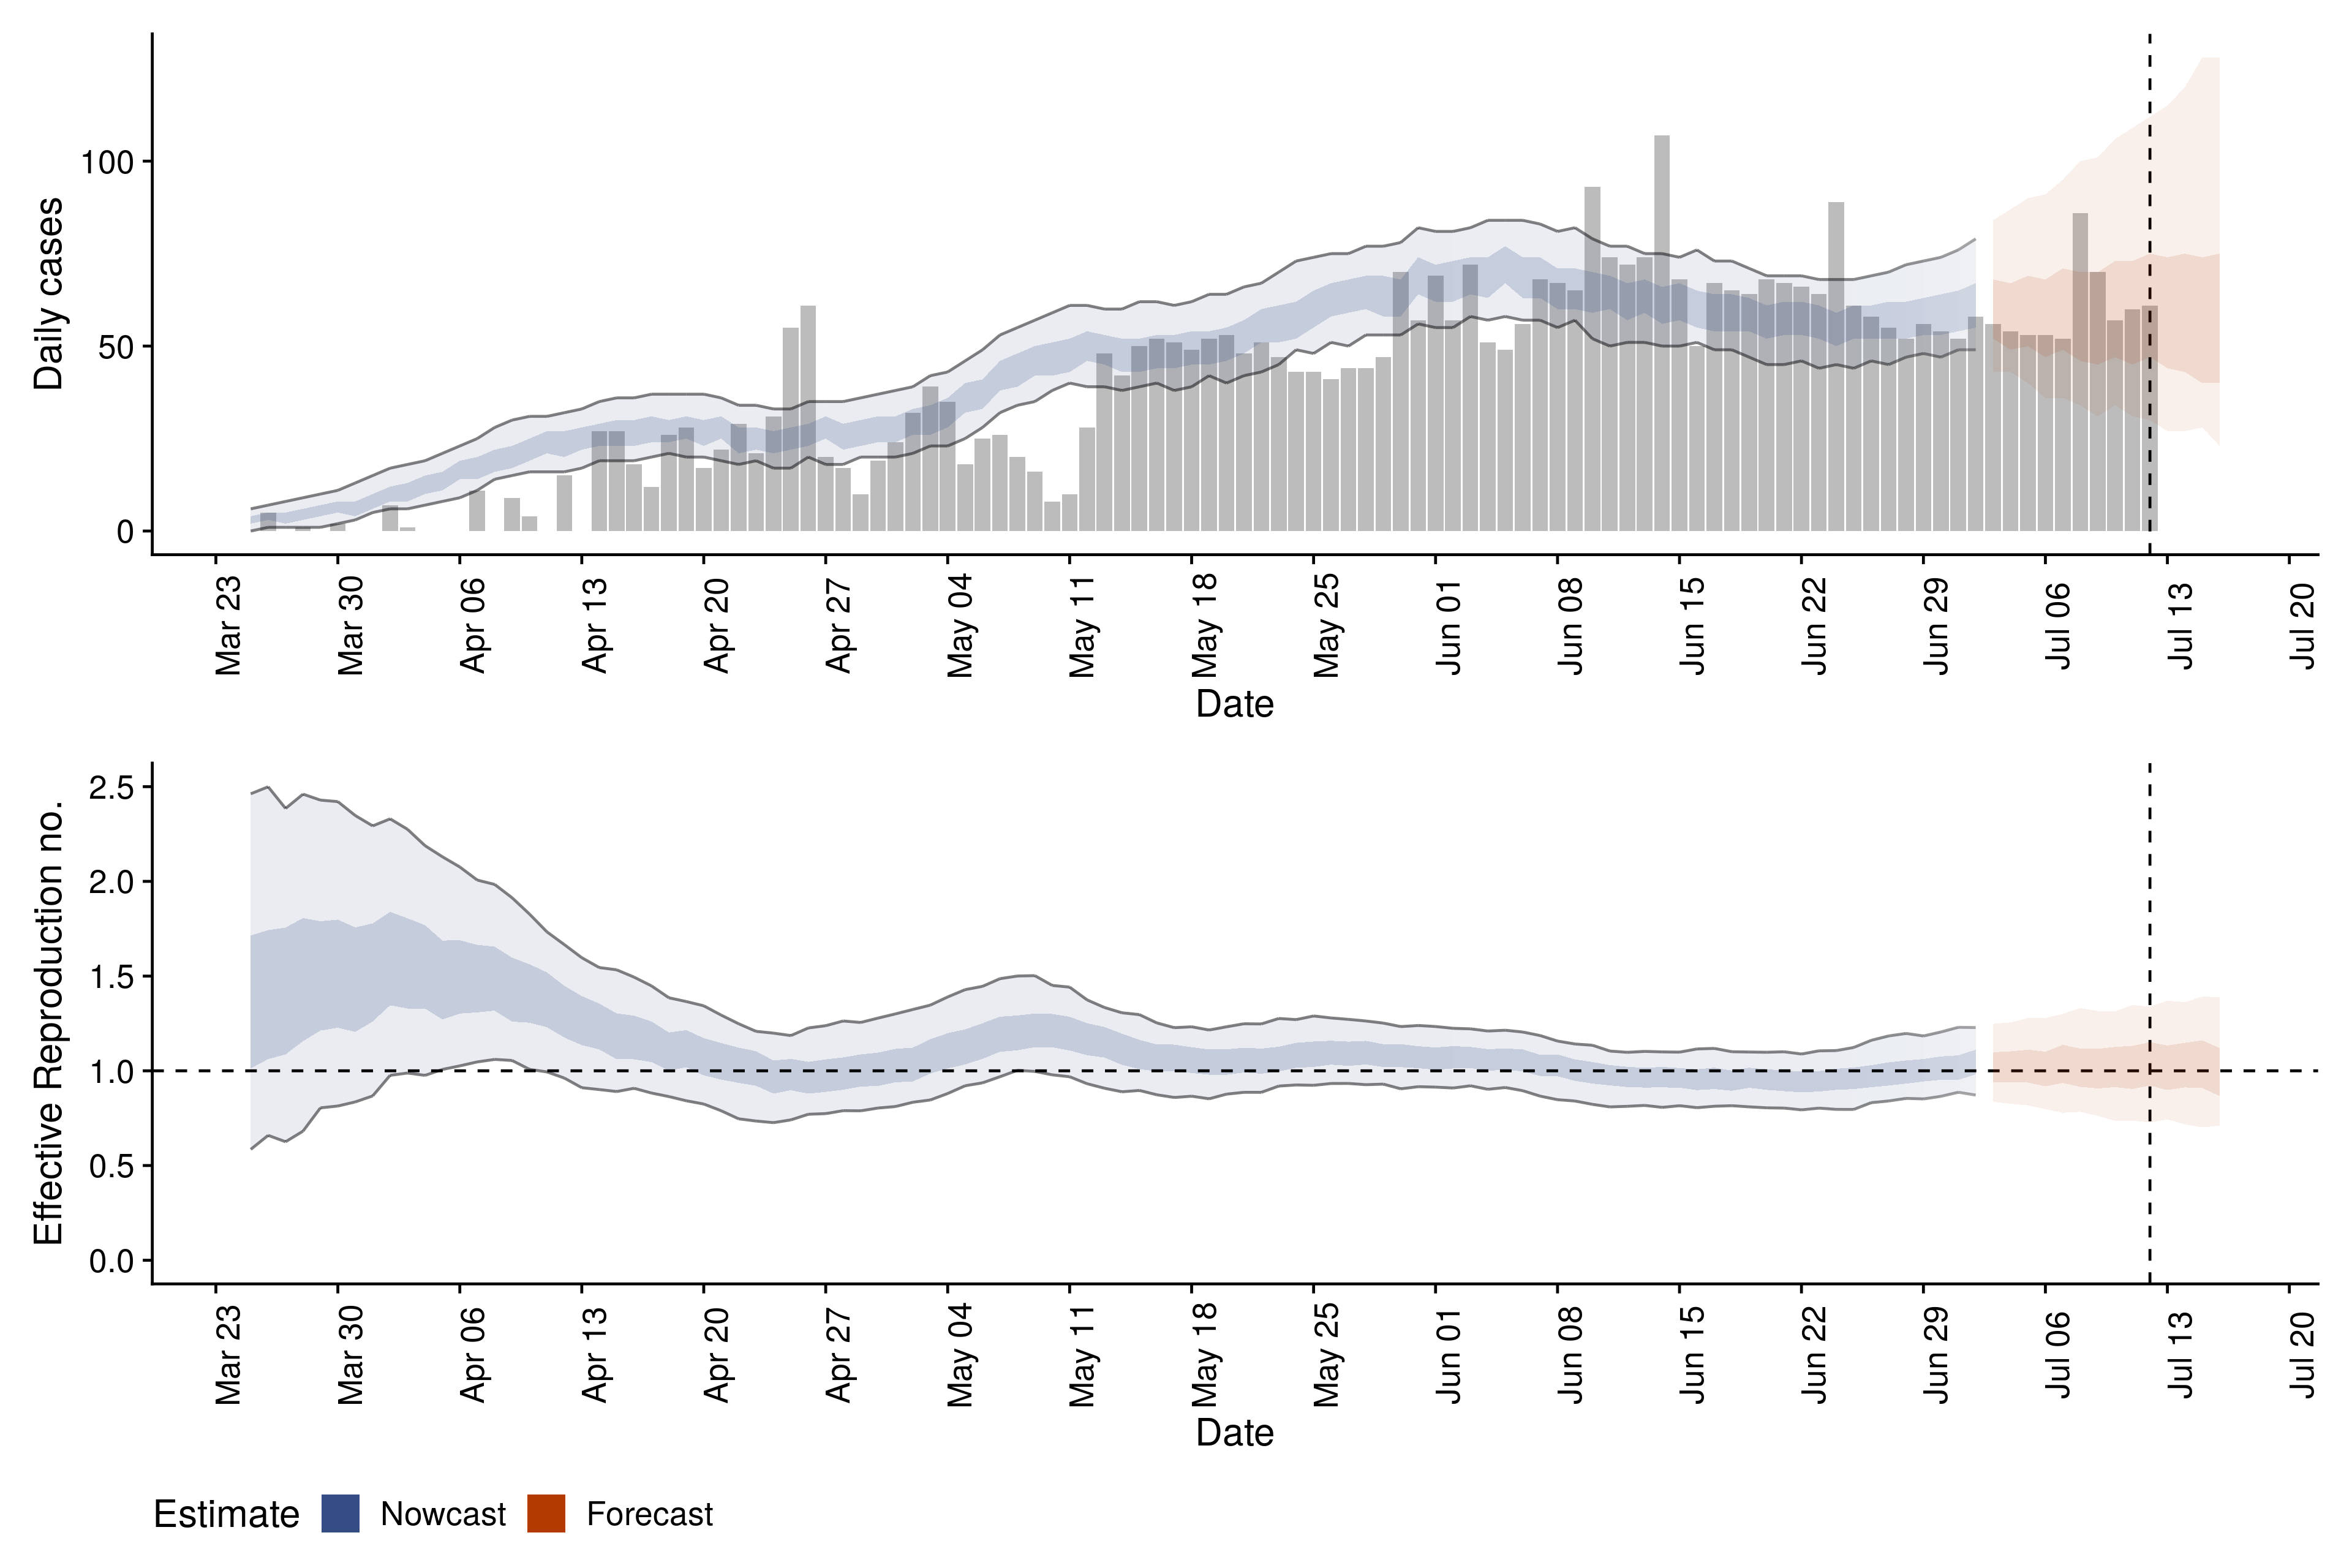 Daily cases
100
50
0
Mar 23
Mar 30
Apr 06
Apr 13
Apr 20
Apr 27
May 04
May 11
May 18
May 25
Jun 01
Jun 08
Jun 15
Jun 22
Jun 29
Jul 06
Jul 13
Jul 20
Date
Effective Reproduction no.
2.5
2.0
1.5
1.0
0.5
0.0
Mar 23
Mar 30
Apr 06
Apr 13
Apr 20
Apr 27
May 04
May 11
May 18
May 25
Jun 01
Jun 08
Jun 15
Jun 22
Jun 29
Jul 06
Jul 13
Jul 20
Date
Estimate Nowcast Forecast